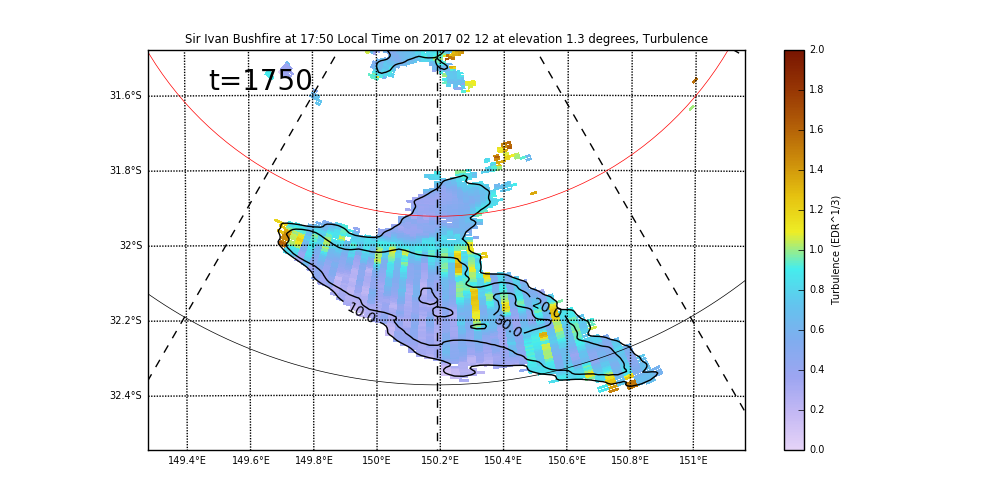 Sir Ivan Bushfire at 17:50 Local Time on 2017 02 12 at elevation 1.3 degrees, Turbulence
t=1750
31.6°S
31.8°S
32°S
32.2°S
32.4°S
10.0
20.0
30.0
149.4°E 149.6°E 149.8°E 150°E 150.2°E 150.4°E 150.6°E 150.8°E 151°E
2.0
1.8
1.6
1.4
1.2
1.0
0.8
0.6
0.4
0.2
0.0
Turbulence (EDR^1/3)